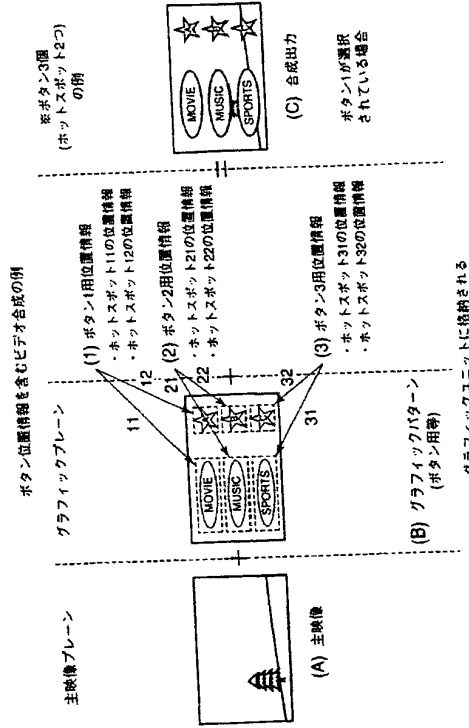 ボタン位置情報を含むビデオ合成の例
主映像プレーン
グラフィックプレーン
※ボタン3個
(ホットスポット2つ)
の例
11
12
21
22
31
32
(1) ボタン1用位置情報
・ホットスポット11の位置情報
・ホットスポット12の位置情報
(2) ボタン2用位置情報
・ホットスポット21の位置情報
・ホットスポット22の位置情報
(3) ボタン3用位置情報
・ホットスポット31の位置情報
・ホットスポット32の位置情報
MOVIE
MUSIC
SPORTS
MOVIE
MUSIC
SPORTS
(A) 主映像
(B) グラフィックパターン
(ボタン用等)
(C) 合成出力
ボタン1が選択
されている場合
グラフィックユニットに格納される